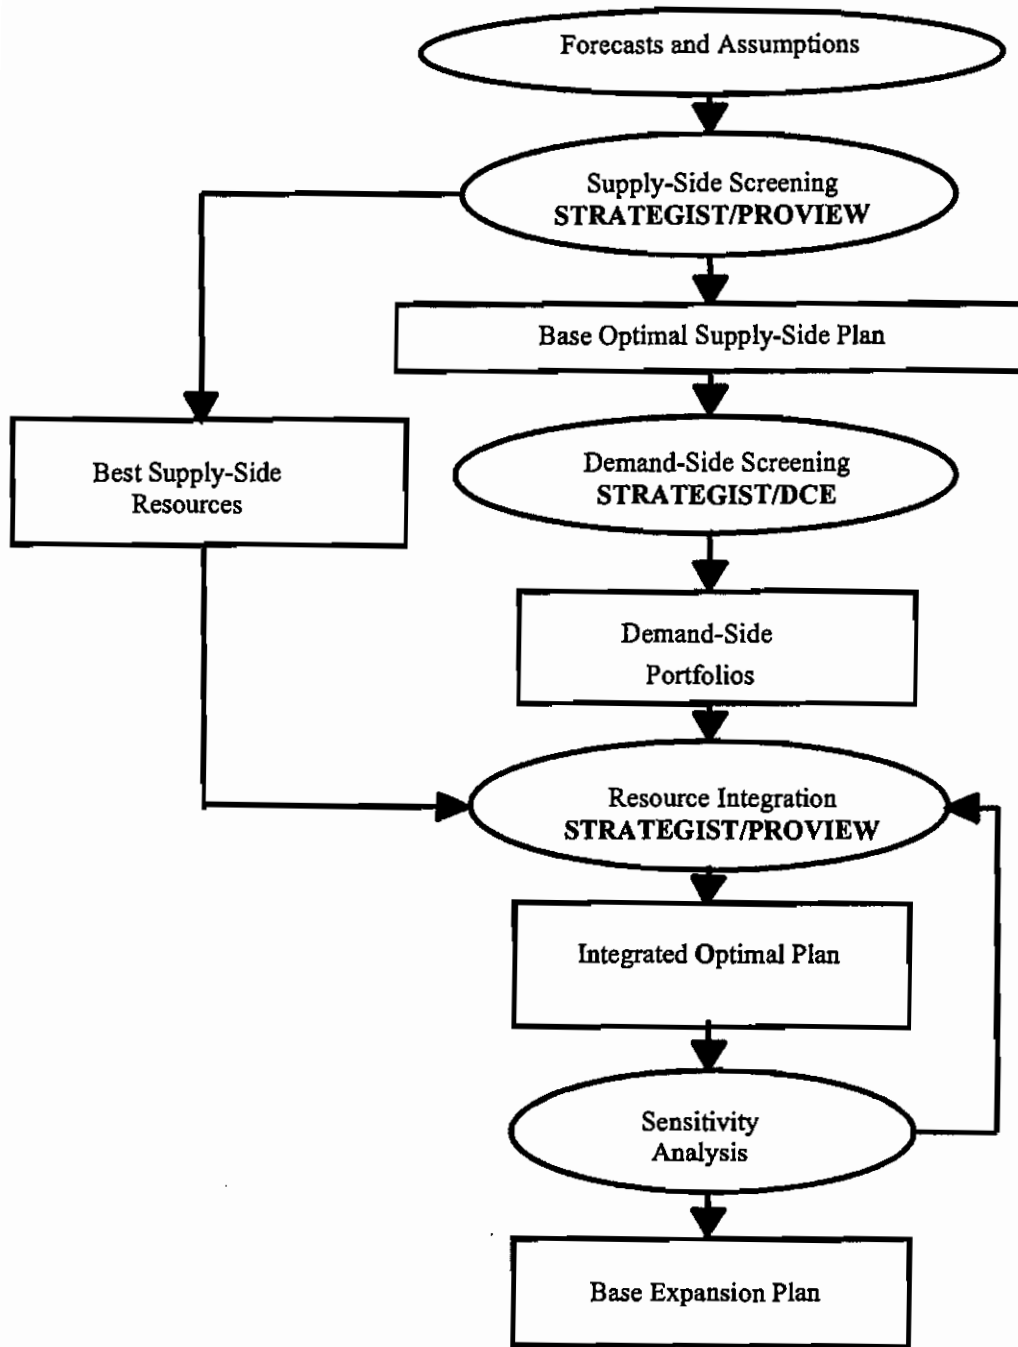 Forecasts and Assumptions
Supply-Side Screening
STRATEGIST/PROVIEW
Base Optimal Supply-Side Plan
Best Supply-Side
Resources
Demand-Side Screening
STRATEGIST/DCE
Demand-Side
Portfolios
Resource Integration
STRATEGIST/PROVIEW
Integrated Optimal Plan
Sensitivity
Analysis
Base Expansion Plan